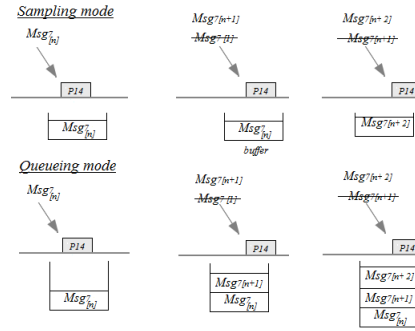 Sampling mode
Msg7[n] Msg7[n+1] Msg7[n+2]
Msg7[1] Msg7[n+1]
P14 P14 P14
Msg7[n] Msg7[n] Msg7[n+2]
buffer
Queueing mode
Msg7[n] Msg7[n+1] Msg7[n+2]
Msg7[1] Msg7[n+1]
P14 P14 P14
Msg7[n+2]
Msg7[n+1] Msg7[n+1]
Msg7[n] Msg7[n] Msg7[n]